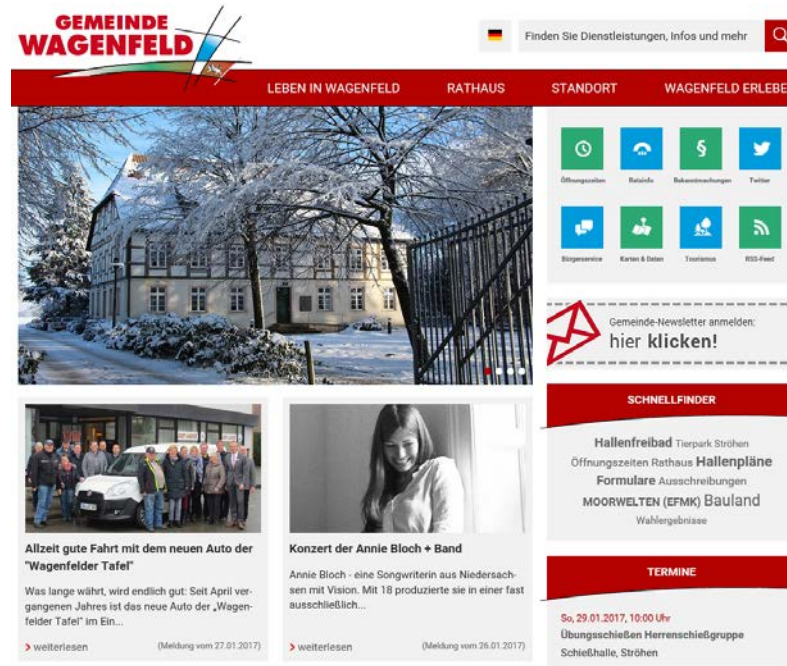 GEMEINDE
WAGENFELD
Finden Sie Dienstleistungen, Infos und mehr
LEBEN IN WAGENFELD RATHAUS STANDORT WAGENFELD ERLEBE
Öffnungszeiten Ratsinfo Bekanntmachungen Twitter
Bürgerservice Karten & Daten Tourismus RSS-Feed
Gemeinde-Newsletter anmelden:
hier klicken!
SCHNELLFINDER
Hallenfreibad Tierpark Ströhen
Öffnungszeiten Rathaus Hallenpläne
Formulare Ausschreibungen
MOORWELTEN (EFMK) Bauland
Wahlergebnisse
Allzeit gute Fahrt mit dem neuen Auto der
"Wagenfelder Tafel"
Was lange währt, wird endlich gut: Seit April ver-
gangenen Jahres ist das neue Auto der „Wagen-
felder Tafel" im Ein...
weiterlesen (Meldung vom 27.01.2017)
Konzert der Annie Bloch + Band
Annie Bloch - eine Songwriterin aus Niedersach-
sen mit Vision. Mit 18 produzierte sie in einer fast
ausschließlich...
weiterlesen (Meldung vom 26.01.2017)
TERMINE
So, 29.01.2017, 10:00 Uhr
Übungsschießen Herrenschießgruppe
Schießhalle, Ströhen